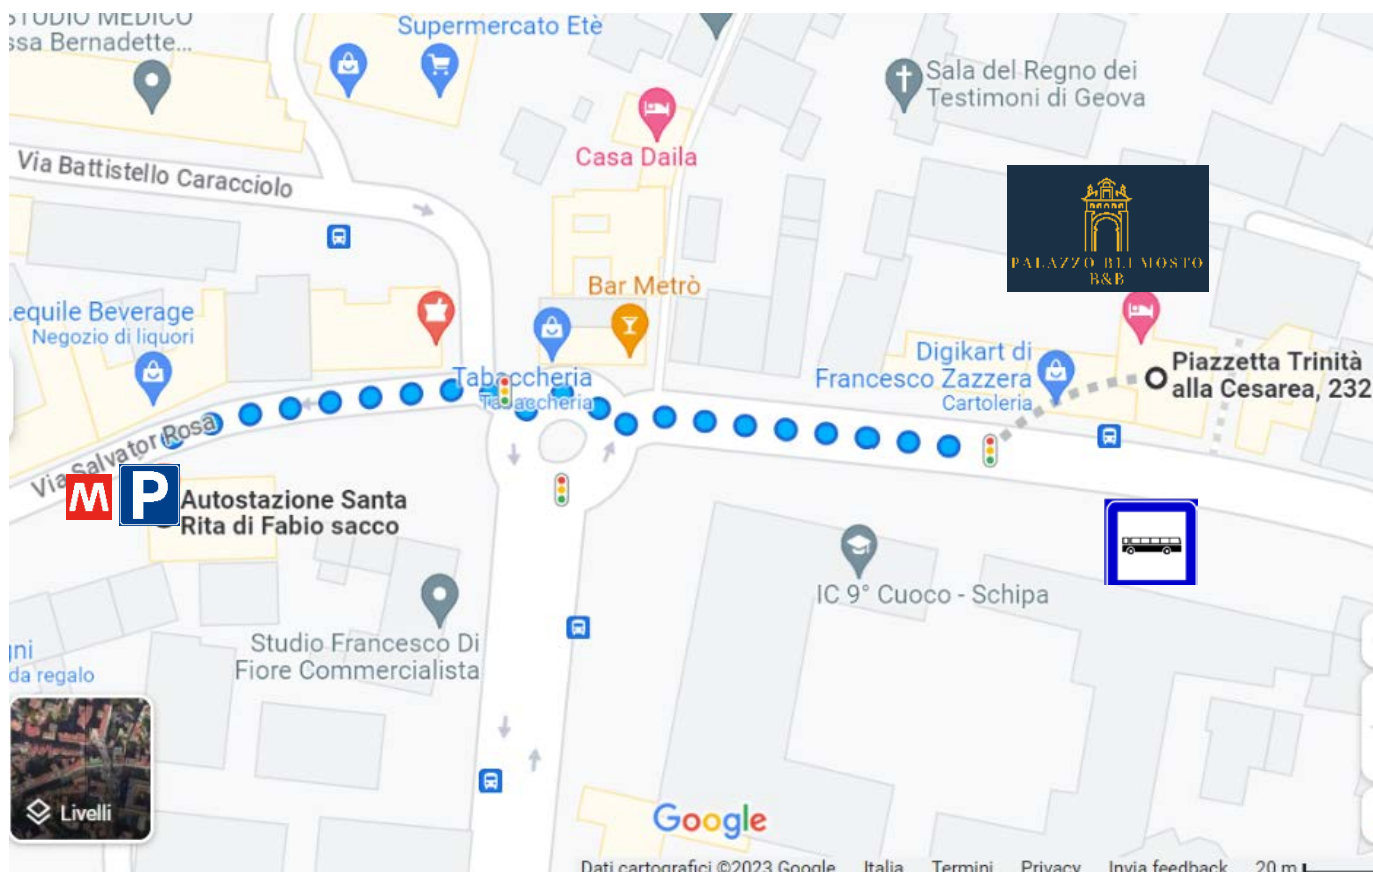 STUDIO MEDICO
ssa Bernadette...
Supermercato Etè
Sala del Regno dei
Testimoni di Geova
Casa Daila
Via Battistello Caracciolo
PALAZZO BLI MOSTO
B&B
Bar Metrò
equile Beverage
Negozio di liquori
Tabaccheria
Tabaccheria
Digikart di
Francesco Zazzera
Cartoleria
Piazzetta Trinità
alla Cesarea, 232
Via Salvator Rosa
M
P
Autostazione Santa
Rita di Fabio sacco
IC 9° Cuoco - Schipa
Studio Francesco Di
Fiore Commercialista
da regalo
Livelli
Google
Dati cartografici ©2023 Google Italia Termini Privacy Invia feedback 20 m